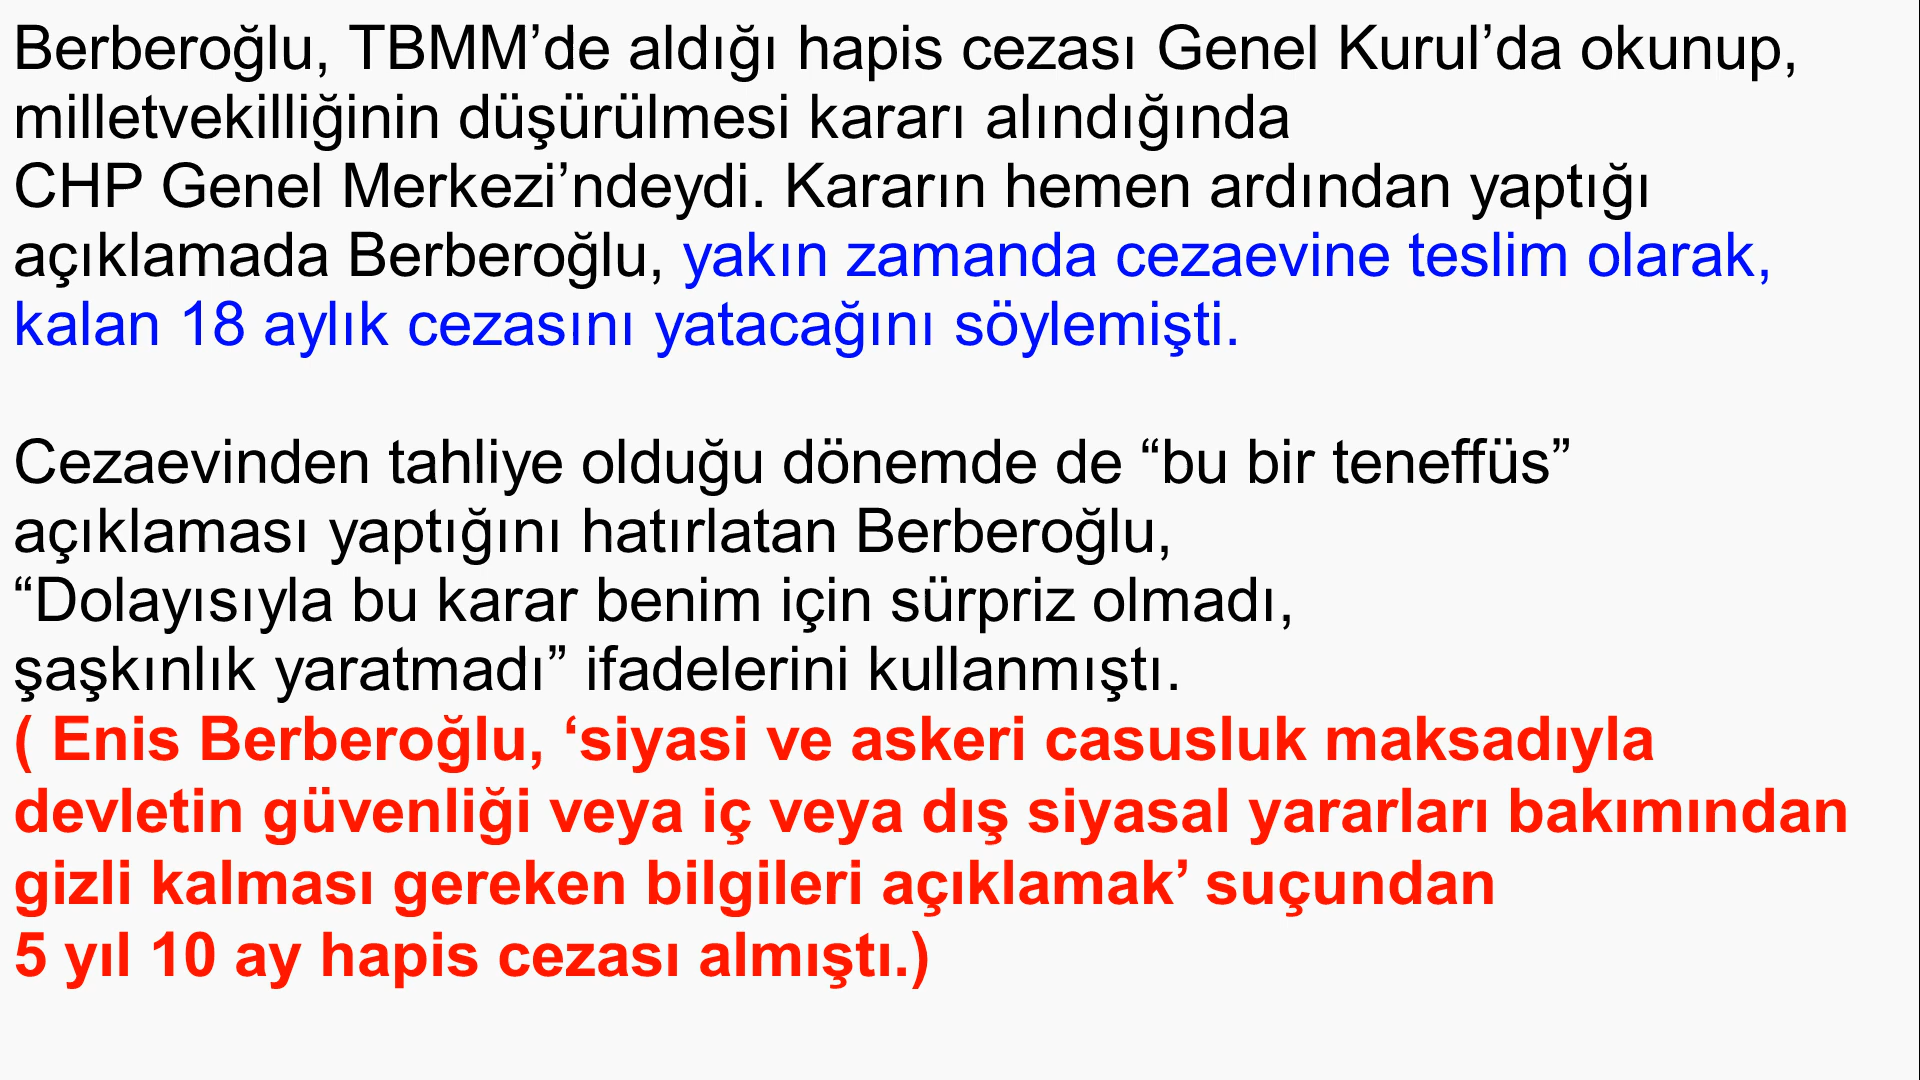 Berberoğlu, TBMM’de aldığı hapis cezası Genel Kurul’da okunup,
milletvekilliğinin düşürülmesi kararı alındığında
CHP Genel Merkezi’ndeydi. Kararın hemen ardından yaptığı
açıklamada Berberoğlu, yakın zamanda cezaevine teslim olarak,
kalan 18 aylık cezasını yatacağını söylemişti.
Cezaevinden tahliye olduğu dönemde de “bu bir teneffüs”
açıklaması yaptığını hatırlatan Berberoğlu,
“Dolayısıyla bu karar benim için sürpriz olmadı,
şaşkınlık yaratmadı” ifadelerini kullanmıştı.
( Enis Berberoğlu, ‘siyasi ve askeri casusluk maksadıyla
devletin güvenliği veya iç veya dış siyasal yararları bakımından
gizli kalması gereken bilgileri açıklamak’ suçundan
5 yıl 10 ay hapis cezası almıştı.)